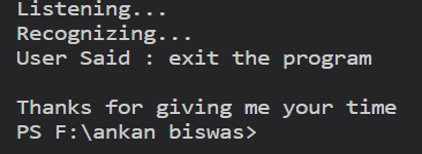 Listening...
Recognizing...
User Said : exit the program
Thanks for giving me your time
PS F:\ankan biswas>